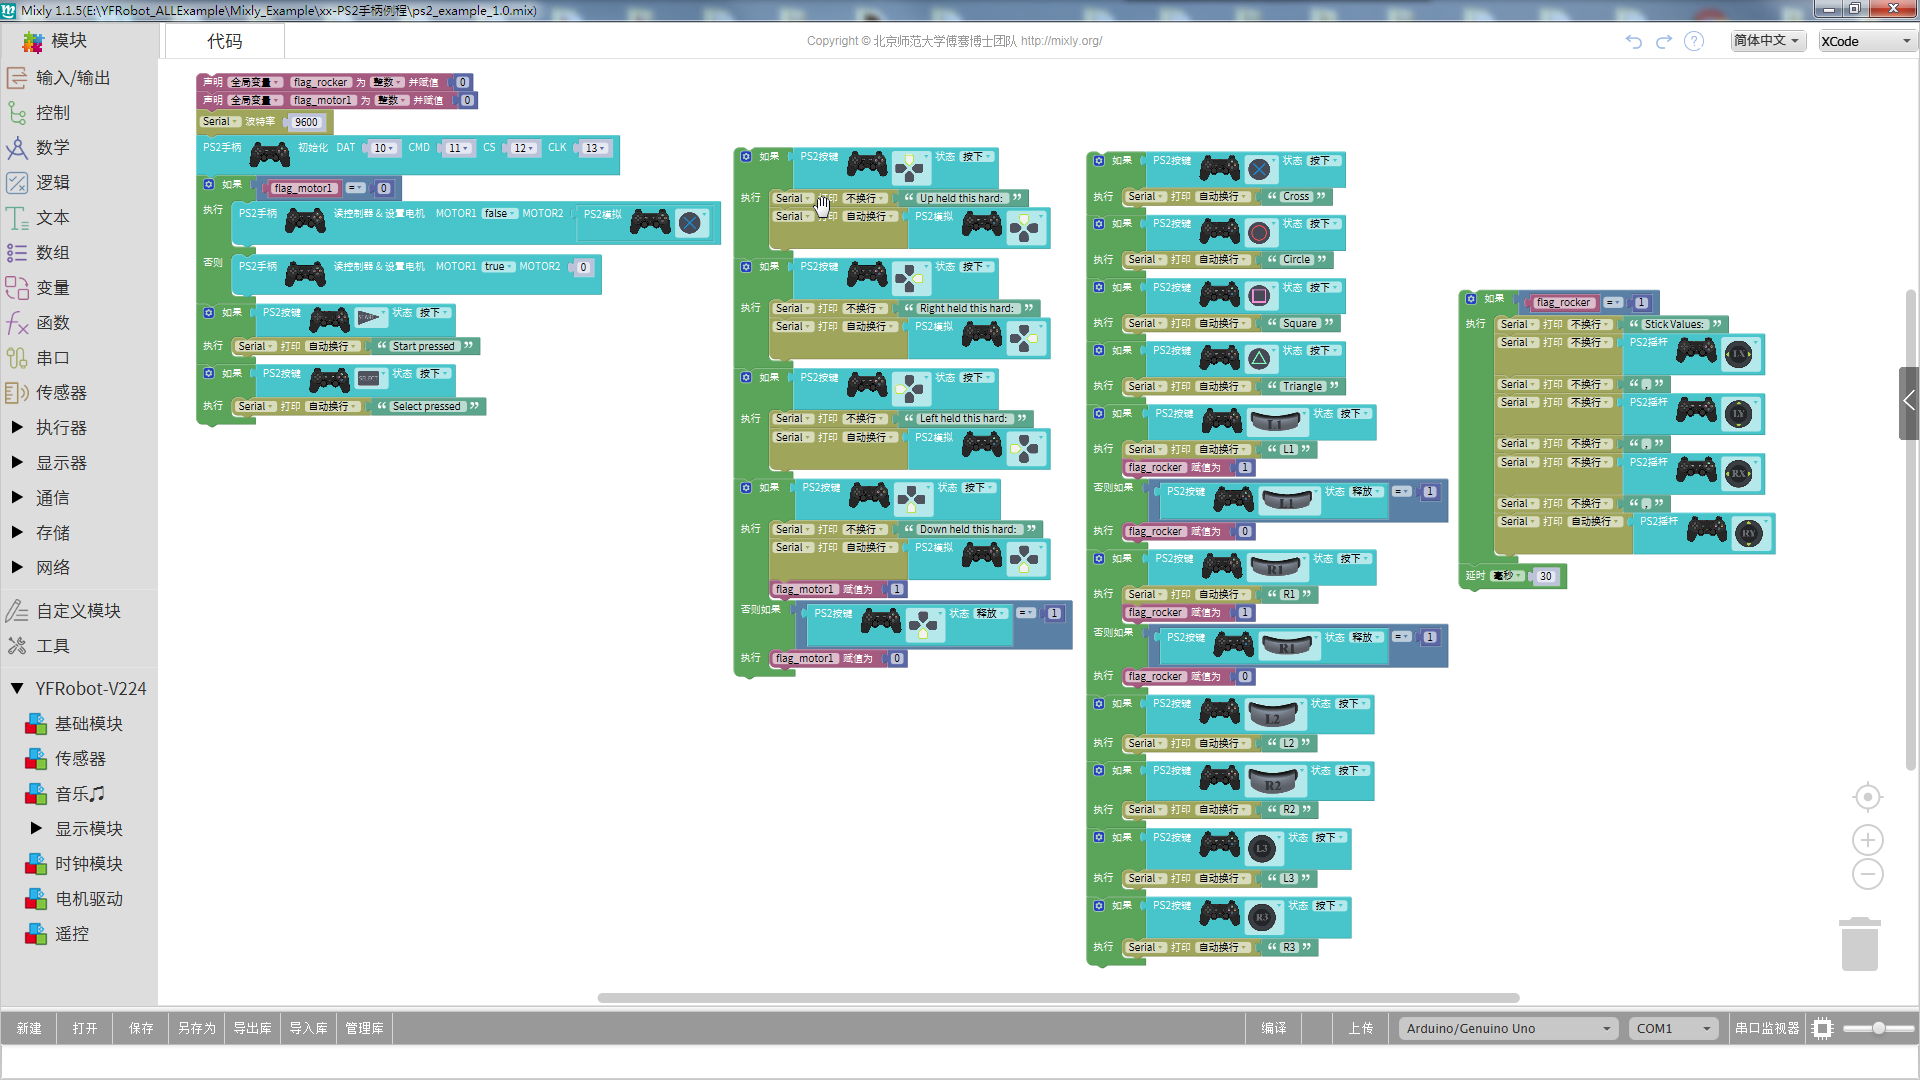 Mixly 1.1.5(E:\YFRobot_ALLExample\Mixly_Example\xx-PS2手柄例程\ps2_example_1.0.mix)
模块
代码
Copyright © 北京师范大学傅骞博士团队 http://mixly.org/
简体中文
XCode
输入/输出
控制
数学
逻辑
文本
数组
变量
函数
串口
传感器
执行器
显示器
通信
存储
网络
自定义模块
工具
YFRobot-V224
基础模块
传感器
音乐♫
显示模块
时钟模块
电机驱动
遥控
声明 全局变量 flag_rocker 为 整数 并赋值 0
声明 全局变量 flag_motor1 为 整数 并赋值 0
Serial 波特率 9600
PS2手柄 初始化 DAT 10 CMD 11 CS 12 CLK 13
如果 flag_motor1 = 0
执行 PS2手柄 读控制器 & 设置电机 MOTOR1 false MOTOR2 PS2模拟
否则 PS2手柄 读控制器 & 设置电机 MOTOR1 true MOTOR2 0
如果 PS2按键 START 状态 按下
执行 Serial 打印 自动换行 “ Start pressed ”
如果 PS2按键 SELECT 状态 按下
执行 Serial 打印 自动换行 “ Select pressed ”
如果 PS2按键 状态 按下
执行 Serial 打印 不换行 “ Up held this hard: ”
Serial 打印 自动换行 PS2模拟
如果 PS2按键 状态 按下
执行 Serial 打印 不换行 “ Right held this hard: ”
Serial 打印 自动换行 PS2模拟
如果 PS2按键 状态 按下
执行 Serial 打印 不换行 “ Left held this hard: ”
Serial 打印 自动换行 PS2模拟
如果 PS2按键 状态 按下
执行 Serial 打印 不换行 “ Down held this hard: ”
Serial 打印 自动换行 PS2模拟
flag_motor1 赋值为 1
否则如果 PS2按键 状态 释放 = 1
执行 flag_motor1 赋值为 0
如果 PS2按键 状态 按下
执行 Serial 打印 自动换行 “ Cross ”
如果 PS2按键 状态 按下
执行 Serial 打印 自动换行 “ Circle ”
如果 PS2按键 状态 按下
执行 Serial 打印 自动换行 “ Square ”
如果 PS2按键 状态 按下
执行 Serial 打印 自动换行 “ Triangle ”
如果 PS2按键 L1 状态 按下
执行 Serial 打印 自动换行 “ L1 ”
flag_rocker 赋值为 1
否则如果 PS2按键 L1 状态 释放 = 1
执行 flag_rocker 赋值为 0
如果 PS2按键 R1 状态 按下
执行 Serial 打印 自动换行 “ R1 ”
flag_rocker 赋值为 1
否则如果 PS2按键 R1 状态 释放 = 1
执行 flag_rocker 赋值为 0
如果 PS2按键 L2 状态 按下
执行 Serial 打印 自动换行 “ L2 ”
如果 PS2按键 R2 状态 按下
执行 Serial 打印 自动换行 “ R2 ”
如果 PS2按键 L3 状态 按下
执行 Serial 打印 自动换行 “ L3 ”
如果 PS2按键 R3 状态 按下
执行 Serial 打印 自动换行 “ R3 ”
如果 flag_rocker = 1
执行 Serial 打印 不换行 “ Stick Values: ”
Serial 打印 不换行 PS2摇杆 LX
Serial 打印 不换行 “ , ”
Serial 打印 不换行 PS2摇杆 LY
Serial 打印 不换行 “ , ”
Serial 打印 不换行 PS2摇杆 RX
Serial 打印 不换行 “ , ”
Serial 打印 自动换行 PS2摇杆 RY
延时 毫秒 30
新建 打开 保存 另存为 导出库 导入库 管理库 编译 上传 Arduino/Genuino Uno COM1 串口监视器